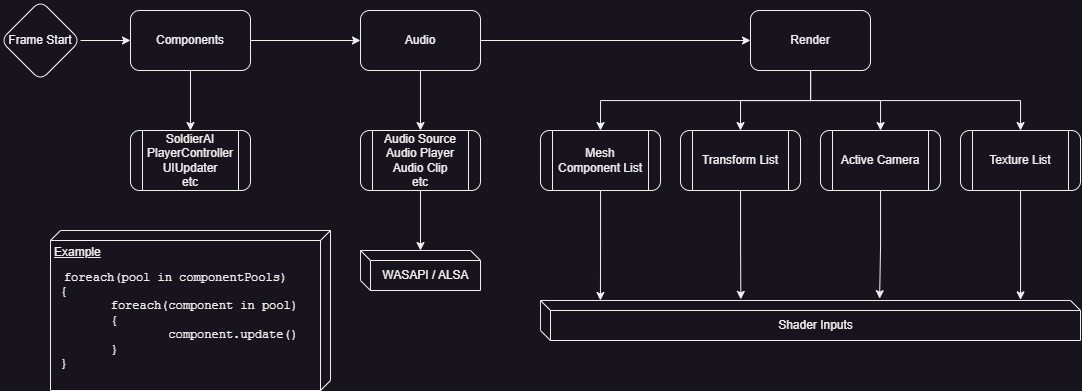 Frame Start
Components
Audio
Render
SoldierAI
PlayerController
UIUpdater
etc
Audio Source
Audio Player
Audio Clip
etc
Mesh
Component List
Transform List
Active Camera
Texture List
WASAPI / ALSA
Shader Inputs
Example
foreach(pool in componentPools)
{
foreach(component in pool)
{
component.update()
}
}